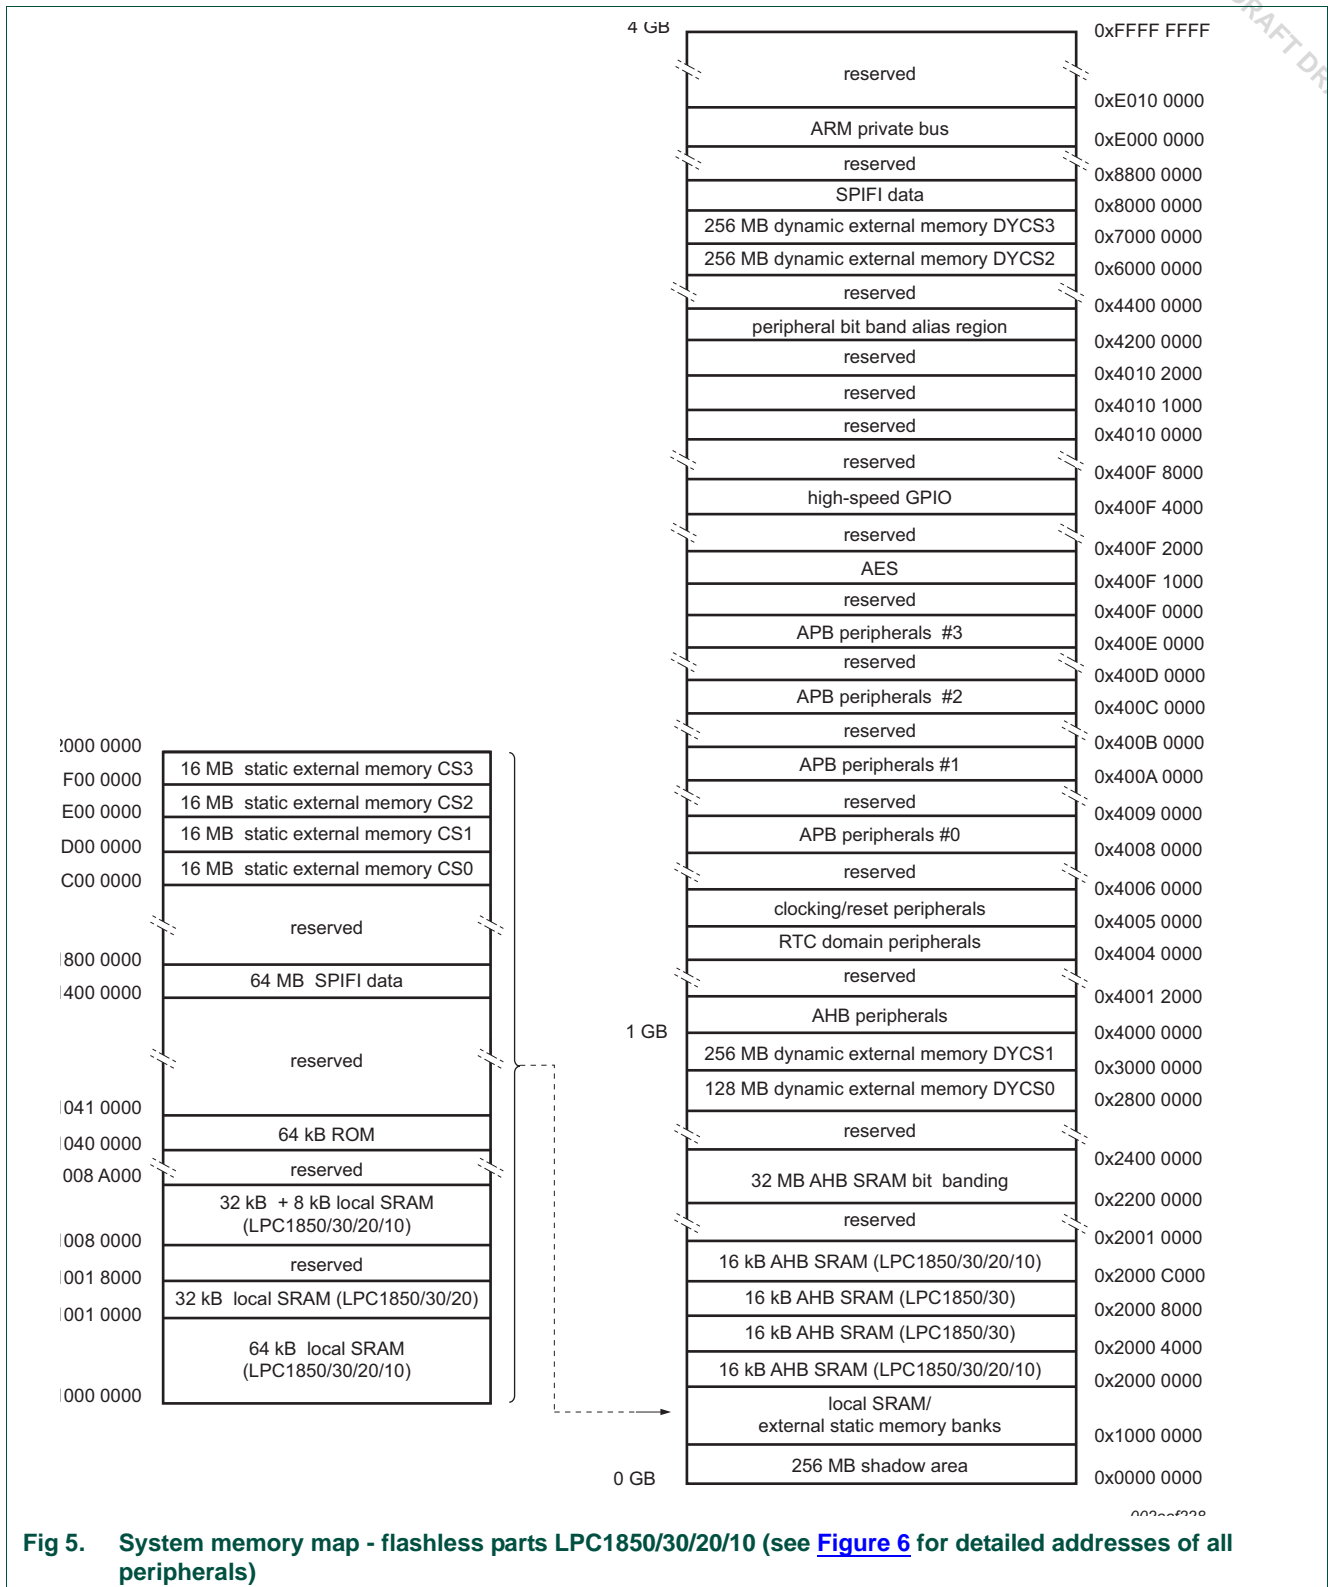 DRAFT DRA
4 GB
0xFFFF FFFF
reserved
0xE010 0000
ARM private bus
0xE000 0000
reserved
0x8800 0000
SPIFI data
0x8000 0000
256 MB dynamic external memory DYCS3
0x7000 0000
256 MB dynamic external memory DYCS2
0x6000 0000
reserved
0x4400 0000
peripheral bit band alias region
0x4200 0000
reserved
0x4010 2000
reserved
0x4010 1000
reserved
0x4010 0000
reserved
0x400F 8000
high-speed GPIO
0x400F 4000
reserved
0x400F 2000
AES
0x400F 1000
reserved
0x400F 0000
APB peripherals #3
0x400E 0000
reserved
0x400D 0000
APB peripherals #2
0x400C 0000
reserved
0x400B 0000
APB peripherals #1
0x400A 0000
reserved
0x4009 0000
APB peripherals #0
0x4008 0000
reserved
0x4006 0000
clocking/reset peripherals
0x4005 0000
RTC domain peripherals
0x4004 0000
reserved
0x4001 2000
AHB peripherals
1 GB
0x4000 0000
256 MB dynamic external memory DYCS1
0x3000 0000
128 MB dynamic external memory DYCS0
0x2800 0000
reserved
0x2400 0000
32 MB AHB SRAM bit banding
0x2200 0000
reserved
0x2001 0000
16 kB AHB SRAM (LPC1850/30/20/10)
0x2000 C000
16 kB AHB SRAM (LPC1850/30)
0x2000 8000
16 kB AHB SRAM (LPC1850/30)
0x2000 4000
16 kB AHB SRAM (LPC1850/30/20/10)
0x2000 0000
local SRAM/
external static memory banks
0x1000 0000
256 MB shadow area
0 GB
0x0000 0000
2000 0000
16 MB static external memory CS3
F00 0000
16 MB static external memory CS2
E00 0000
16 MB static external memory CS1
D00 0000
16 MB static external memory CS0
C00 0000
reserved
1800 0000
64 MB SPIFI data
1400 0000
reserved
1041 0000
64 kB ROM
1040 0000
reserved
008 A000
32 kB + 8 kB local SRAM
(LPC1850/30/20/10)
1008 0000
reserved
1001 8000
32 kB local SRAM (LPC1850/30/20)
1001 0000
64 kB local SRAM
(LPC1850/30/20/10)
1000 0000
Fig 5. System memory map - flashless parts LPC1850/30/20/10 (see Figure 6 for detailed addresses of all
peripherals)